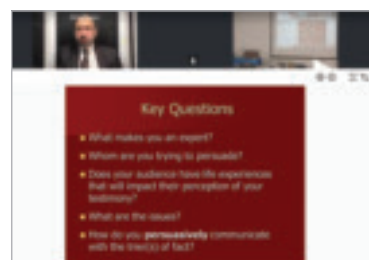 Key Questions
What makes you an expert?
Whom are you trying to persuade?
Does your audience have life experiences
that will impact their perception of your
testimony?
What are the issues?
How do you persuasively communicate
with the trier(s) of fact?